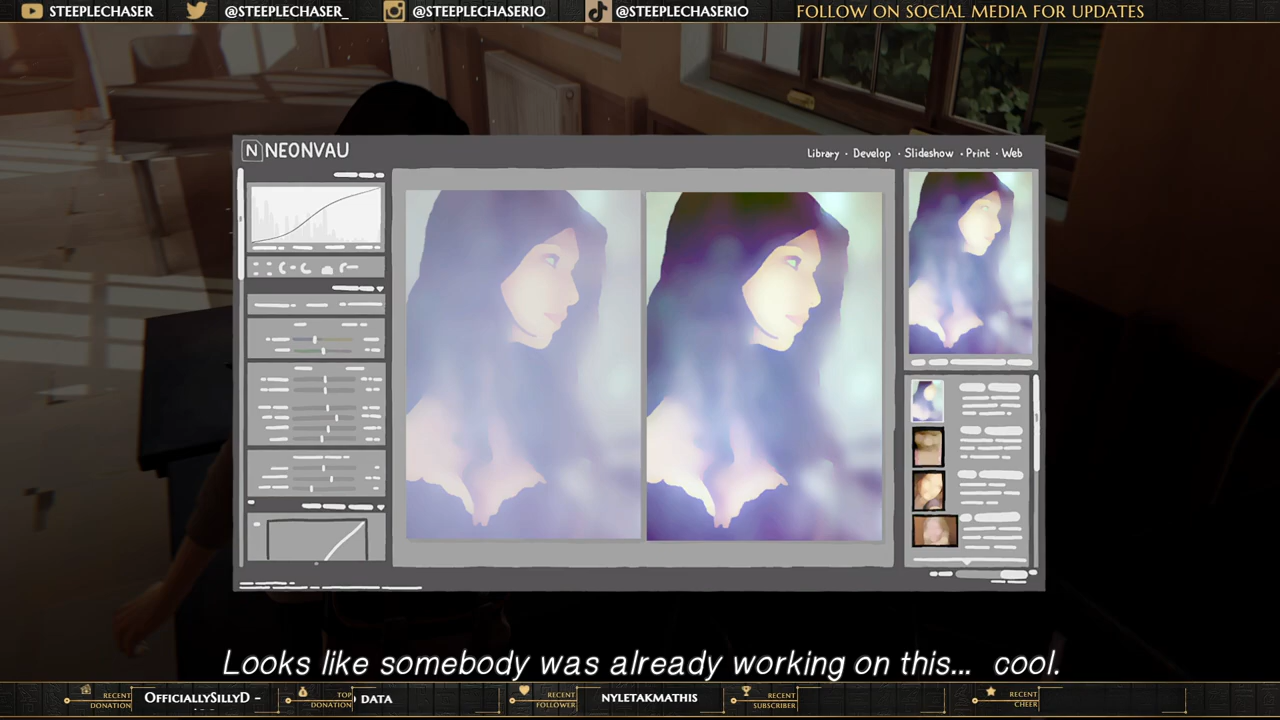 STEEPLECHASER @STEEPLECHASER_ @STEEPLECHASERIO @STEEPLECHASERIO FOLLOW ON SOCIAL MEDIA FOR UPDATES
N NEONVAU
Library · Develop · Slideshow · Print · Web
Looks like somebody was already working on this... cool.
RECENT DONATION OFFICIALLYSILLYD –
TOP DONATION DATA
RECENT FOLLOWER NYLETAKMATHIS
RECENT SUBSCRIBER
RECENT CHEER